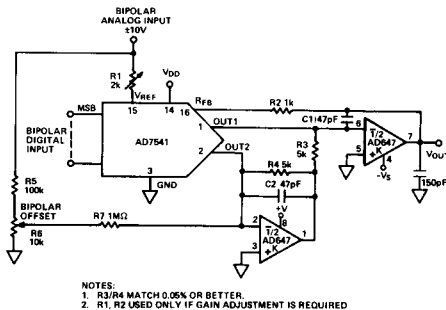 BIPOLAR
ANALOG INPUT
±10V
R1
2k
VREF
15
VDD
14
16
RFB
R2 1k
C1 47pF
MSB
BIPOLAR
DIGITAL
INPUT
AD7541
1
OUT1
2
OUT2
3
GND
R3
5k
R4 5k
C2 47pF
+V
8
6
5
T/2
AD647
K
7
4
-VS
VOUT
150pF
R5
100k
BIPOLAR
OFFSET
R6
10k
R7 1MΩ
2
3
T/2
AD647
K
1
NOTES:
1. R3/R4 MATCH 0.05% OR BETTER.
2. R1, R2 USED ONLY IF GAIN ADJUSTMENT IS REQUIRED